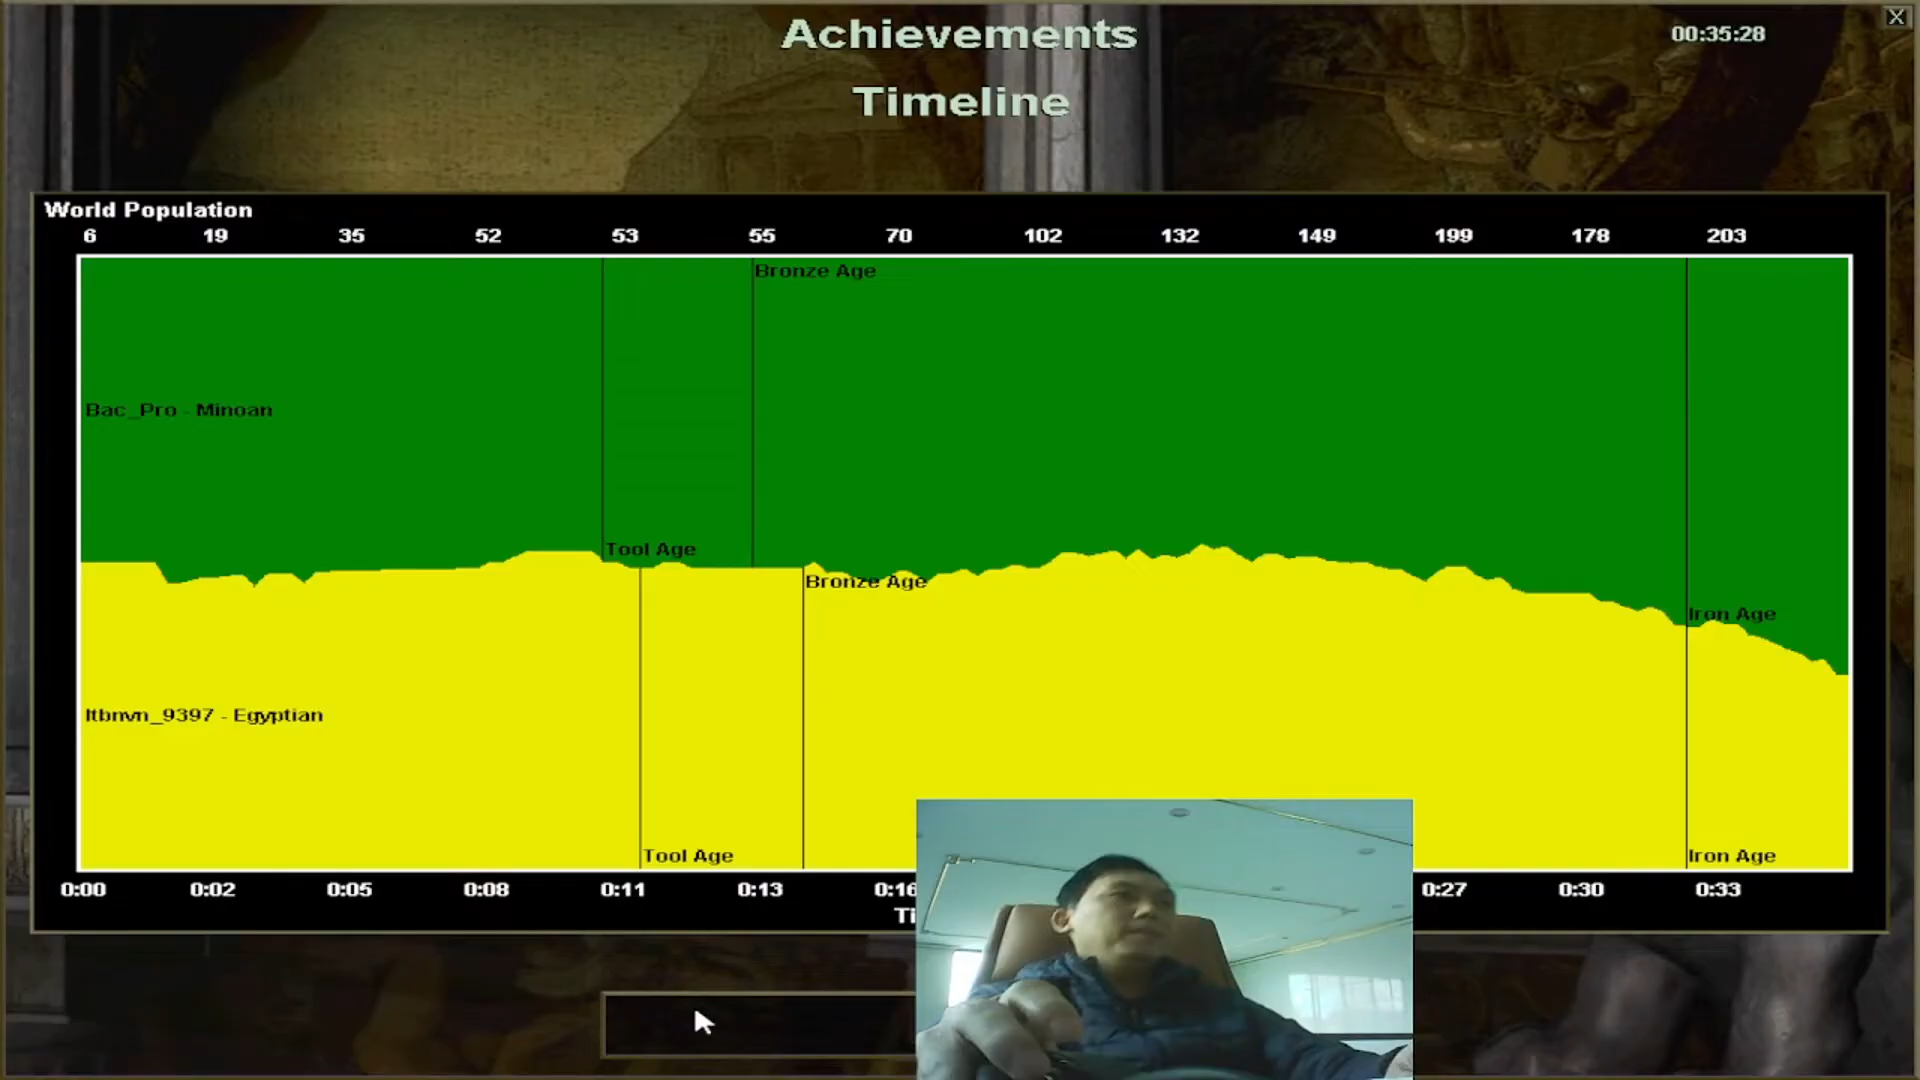 Achievements
00:35:28
Timeline
World Population
6 19 35 52 53 55 70 102 132 149 199 178 203
Bronze Age
Bac_Pro - Minoan
Tool Age
Bronze Age
Iron Age
ltbnvn_9397 - Egyptian
Tool Age
Iron Age
0:00 0:02 0:05 0:08 0:11 0:13 0:16 0:27 0:30 0:33